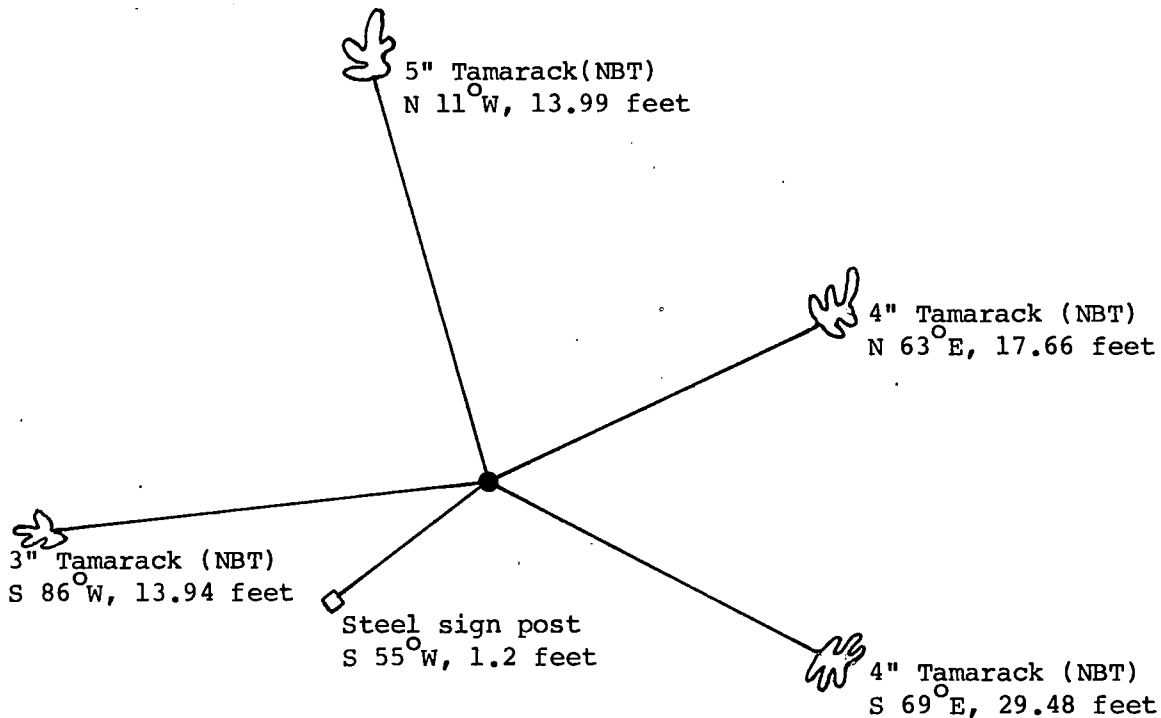 5" Tamarack(NBT)
N 11°W, 13.99 feet
4" Tamarack (NBT)
N 63°E, 17.66 feet
3" Tamarack (NBT)
S 86°W, 13.94 feet
Steel sign post
S 55°W, 1.2 feet
4" Tamarack (NBT)
S 69°E, 29.48 feet